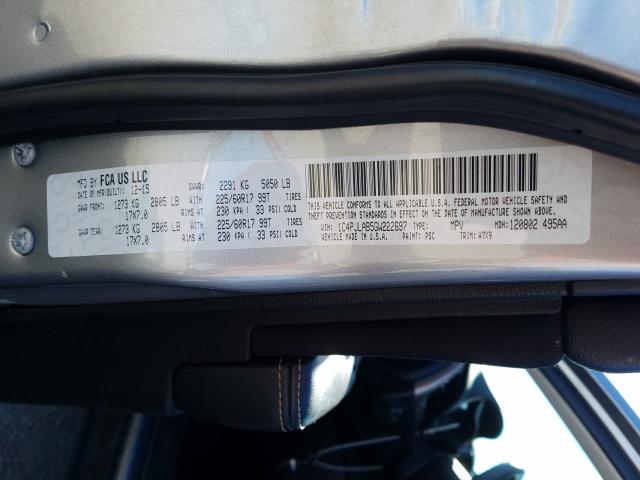 MFD BY FCA US LLC
DATE OF MFR(BUILT): 12-15 GVWR: 2291 KG 5050 LB
GAWR FRONT: 1273 KG 2805 LB WITH 225/60R17 99T TIRES
17X7.0 RIMS AT 230 KPA ( 33 PSI) COLD
GAWR REAR: 1273 KG 2805 LB WITH 225/60R17 99T TIRES
17X7.0 RIMS AT 230 KPA ( 33 PSI) COLD
THIS VEHICLE CONFORMS TO ALL APPLICABLE U.S.A. FEDERAL MOTOR VEHICLE SAFETY AND
THEFT PREVENTION STANDARDS IN EFFECT ON THE DATE OF MANUFACTURE SHOWN ABOVE.
VIN: 1C4PJLAB5GW222697 TYPE: MPV MDH: 120802 495AA
VEHICLE MADE IN U.S.A. PAINT: PSC TRIM: A7X9